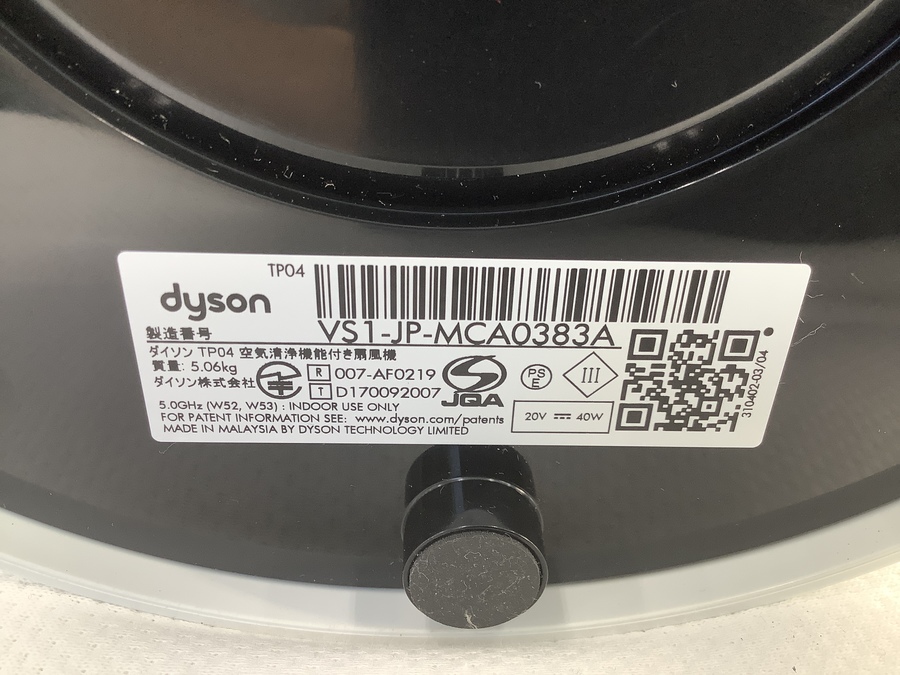 TP04
dyson
製造番号 VS1-JP-MCA0383A
ダイソン TP04 空気清浄機能付き扇風機
質量: 5.06kg
ダイソン株式会社
R 007-AF0219
T D170092007
JQA
PS
E
III
20V ⎓ 40W
5.0GHz (W52, W53) : INDOOR USE ONLY
FOR PATENT INFORMATION SEE: www.dyson.com/patents
MADE IN MALAYSIA BY DYSON TECHNOLOGY LIMITED
310402-03/04